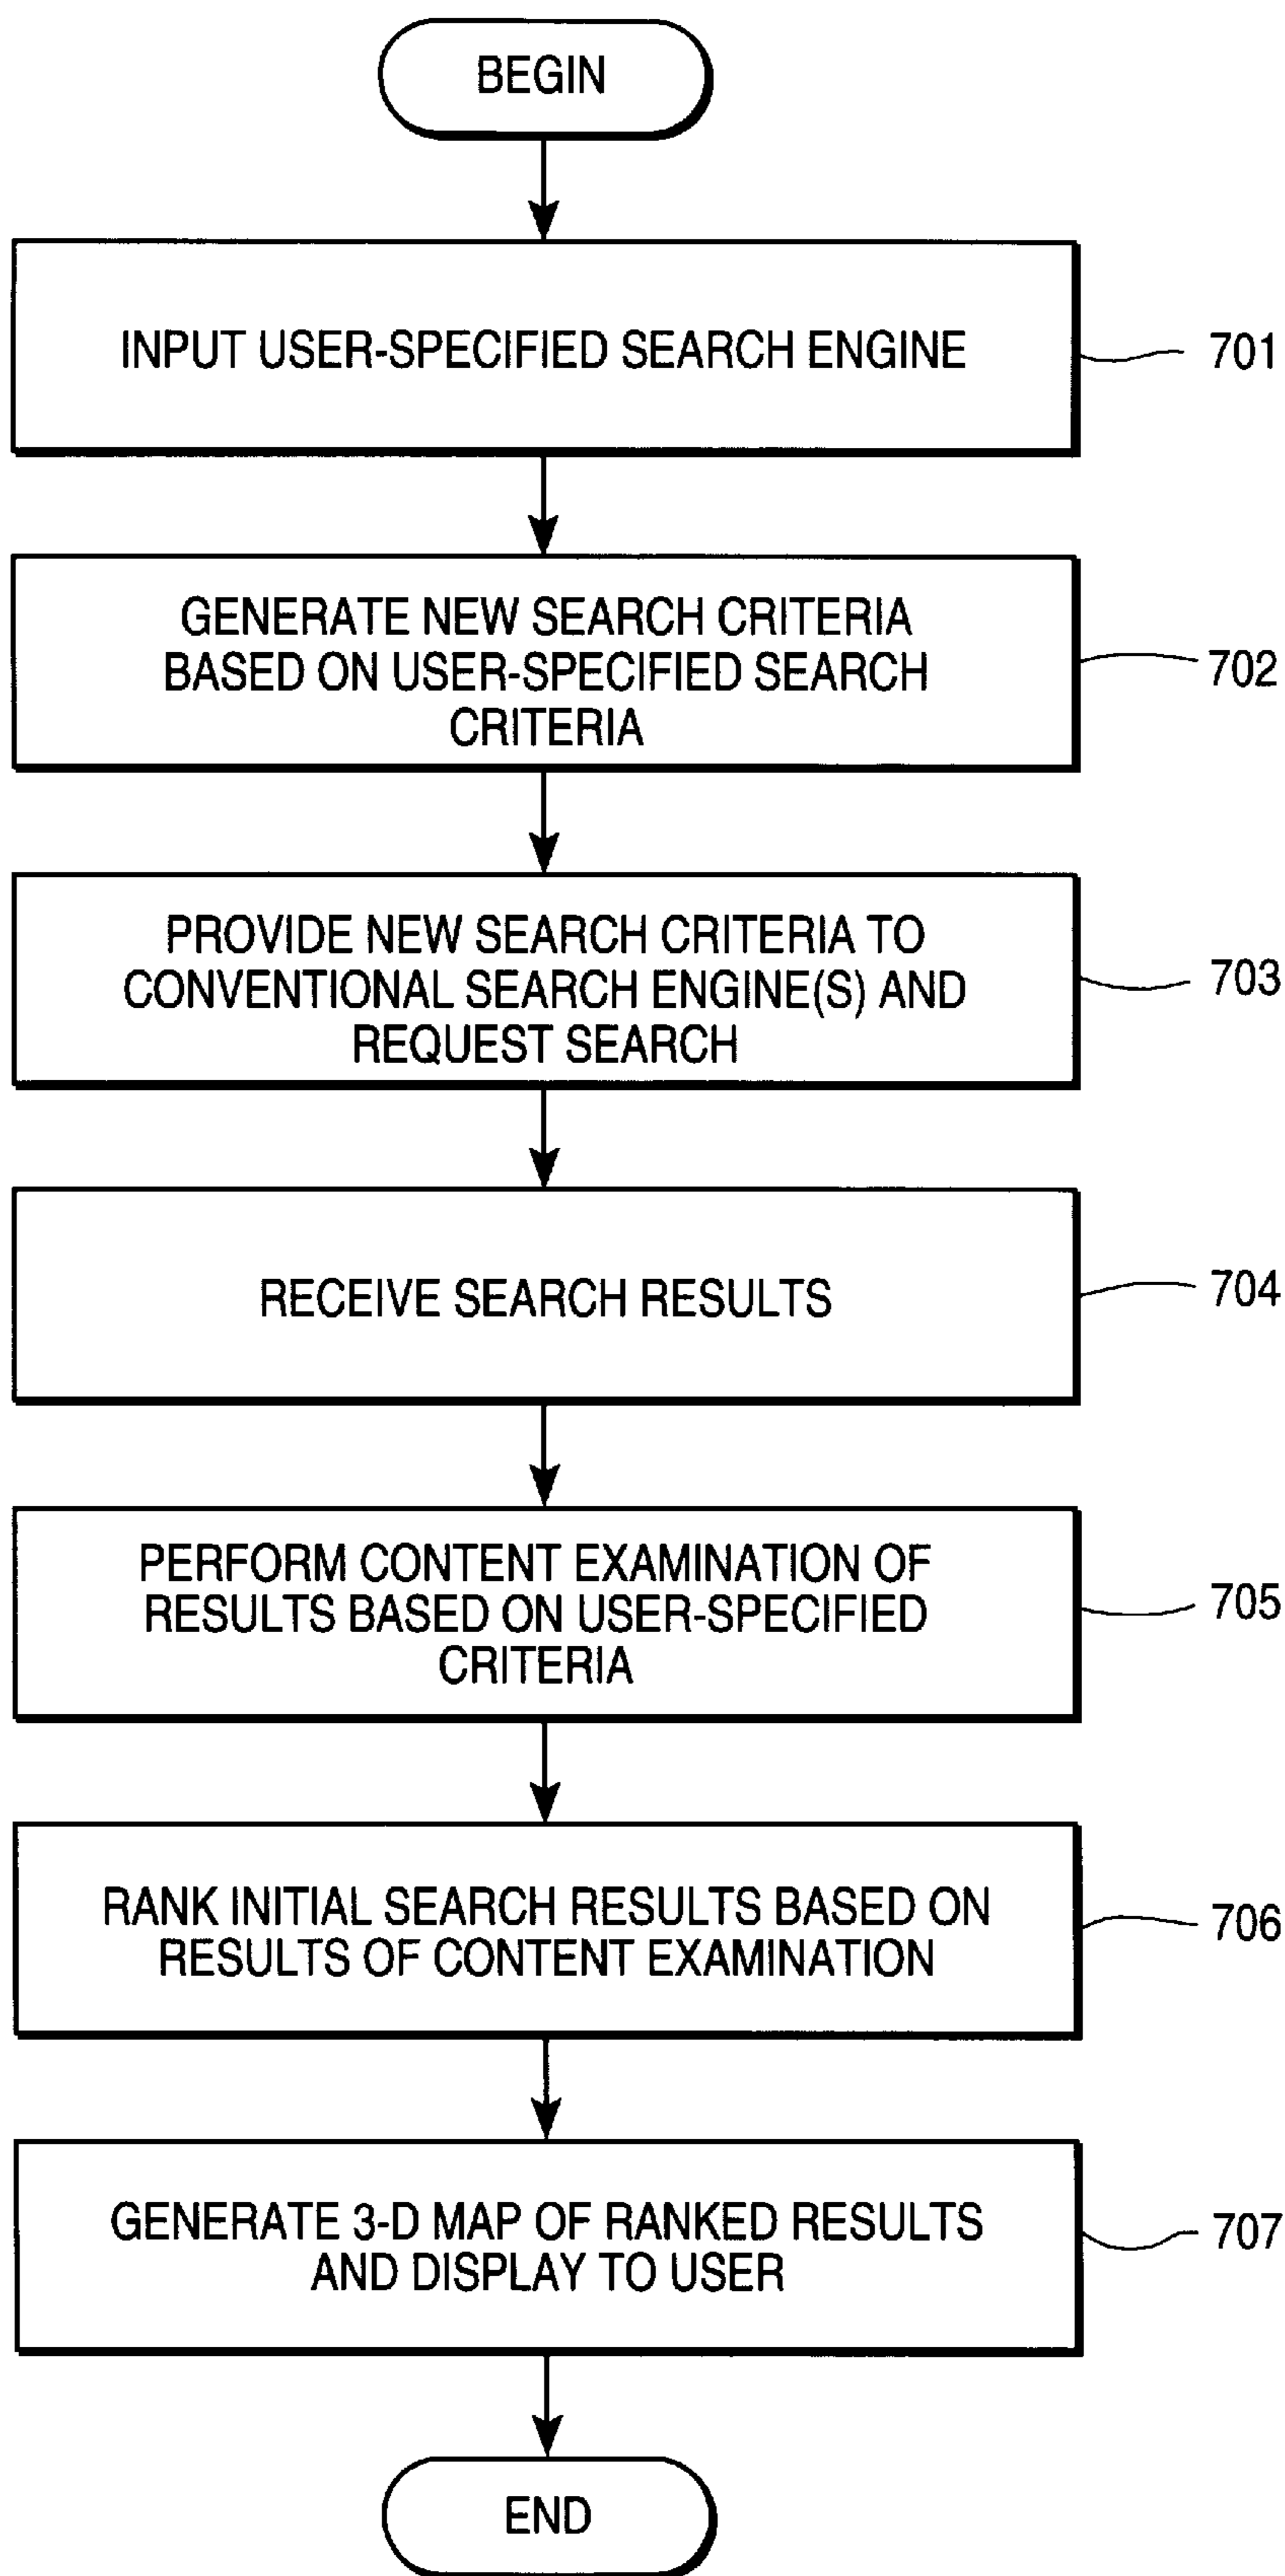 BEGIN
INPUT USER-SPECIFIED SEARCH ENGINE
701
GENERATE NEW SEARCH CRITERIA
BASED ON USER-SPECIFIED SEARCH
CRITERIA
702
PROVIDE NEW SEARCH CRITERIA TO
CONVENTIONAL SEARCH ENGINE(S) AND
REQUEST SEARCH
703
RECEIVE SEARCH RESULTS
704
PERFORM CONTENT EXAMINATION OF
RESULTS BASED ON USER-SPECIFIED
CRITERIA
705
RANK INITIAL SEARCH RESULTS BASED ON
RESULTS OF CONTENT EXAMINATION
706
GENERATE 3-D MAP OF RANKED RESULTS
AND DISPLAY TO USER
707
END